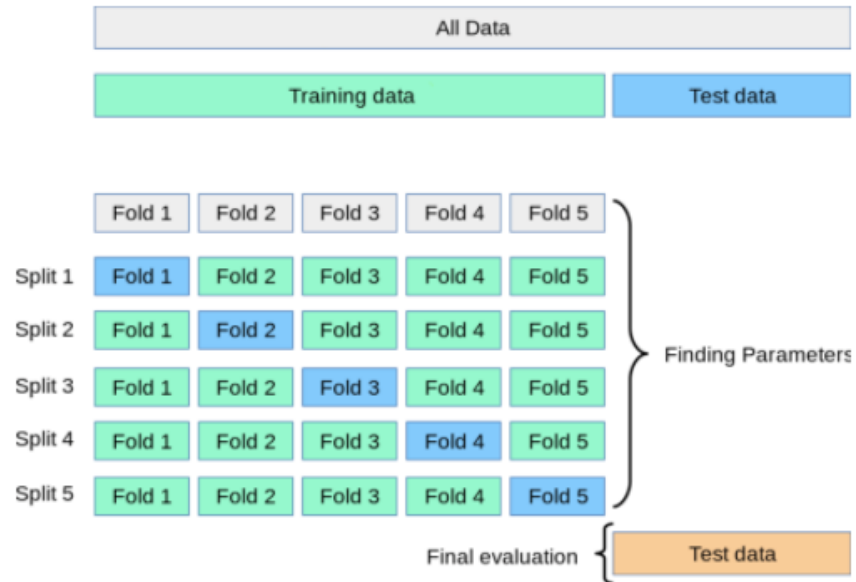 All Data
Training data Test data
Fold 1 Fold 2 Fold 3 Fold 4 Fold 5
Split 1 Fold 1 Fold 2 Fold 3 Fold 4 Fold 5
Split 2 Fold 1 Fold 2 Fold 3 Fold 4 Fold 5
Finding Parameters
Split 3 Fold 1 Fold 2 Fold 3 Fold 4 Fold 5
Split 4 Fold 1 Fold 2 Fold 3 Fold 4 Fold 5
Split 5 Fold 1 Fold 2 Fold 3 Fold 4 Fold 5
Final evaluation Test data